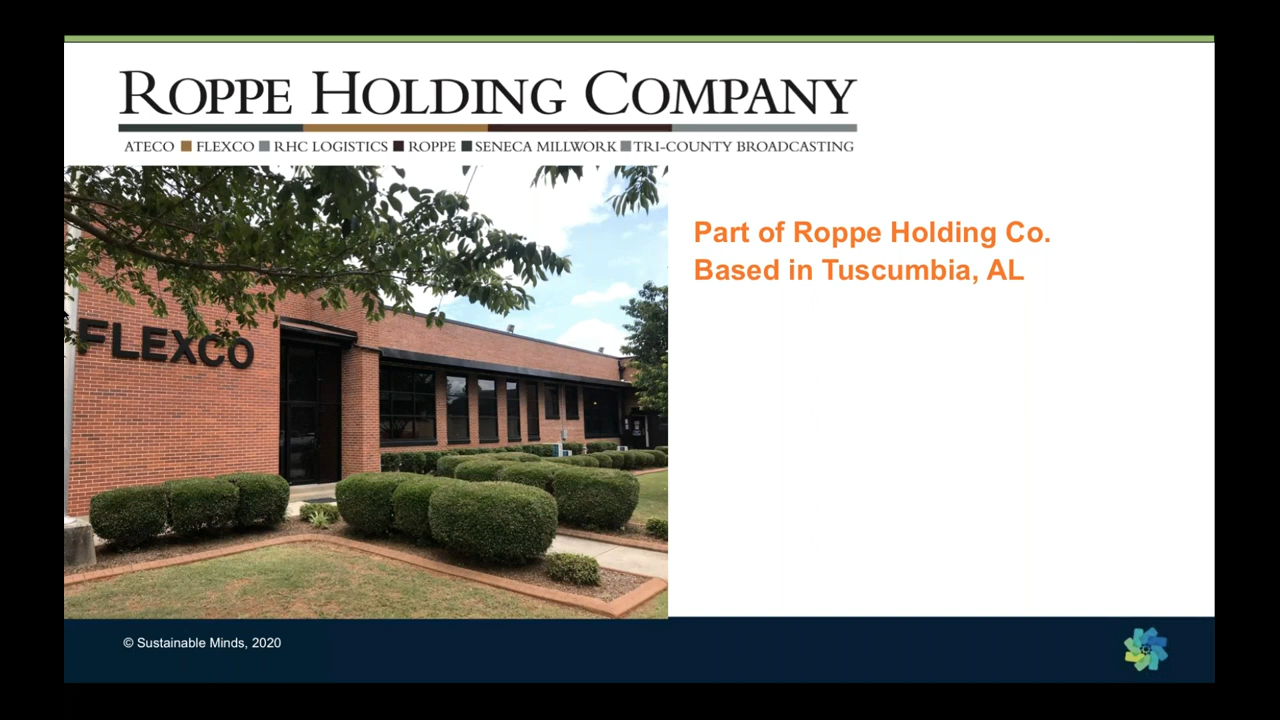 ROPPE HOLDING COMPANY
ATECO FLEXCO RHC LOGISTICS ROPPE SENECA MILLWORK TRI-COUNTY BROADCASTING
Part of Roppe Holding Co.
Based in Tuscumbia, AL
FLEXCO
© Sustainable Minds, 2020